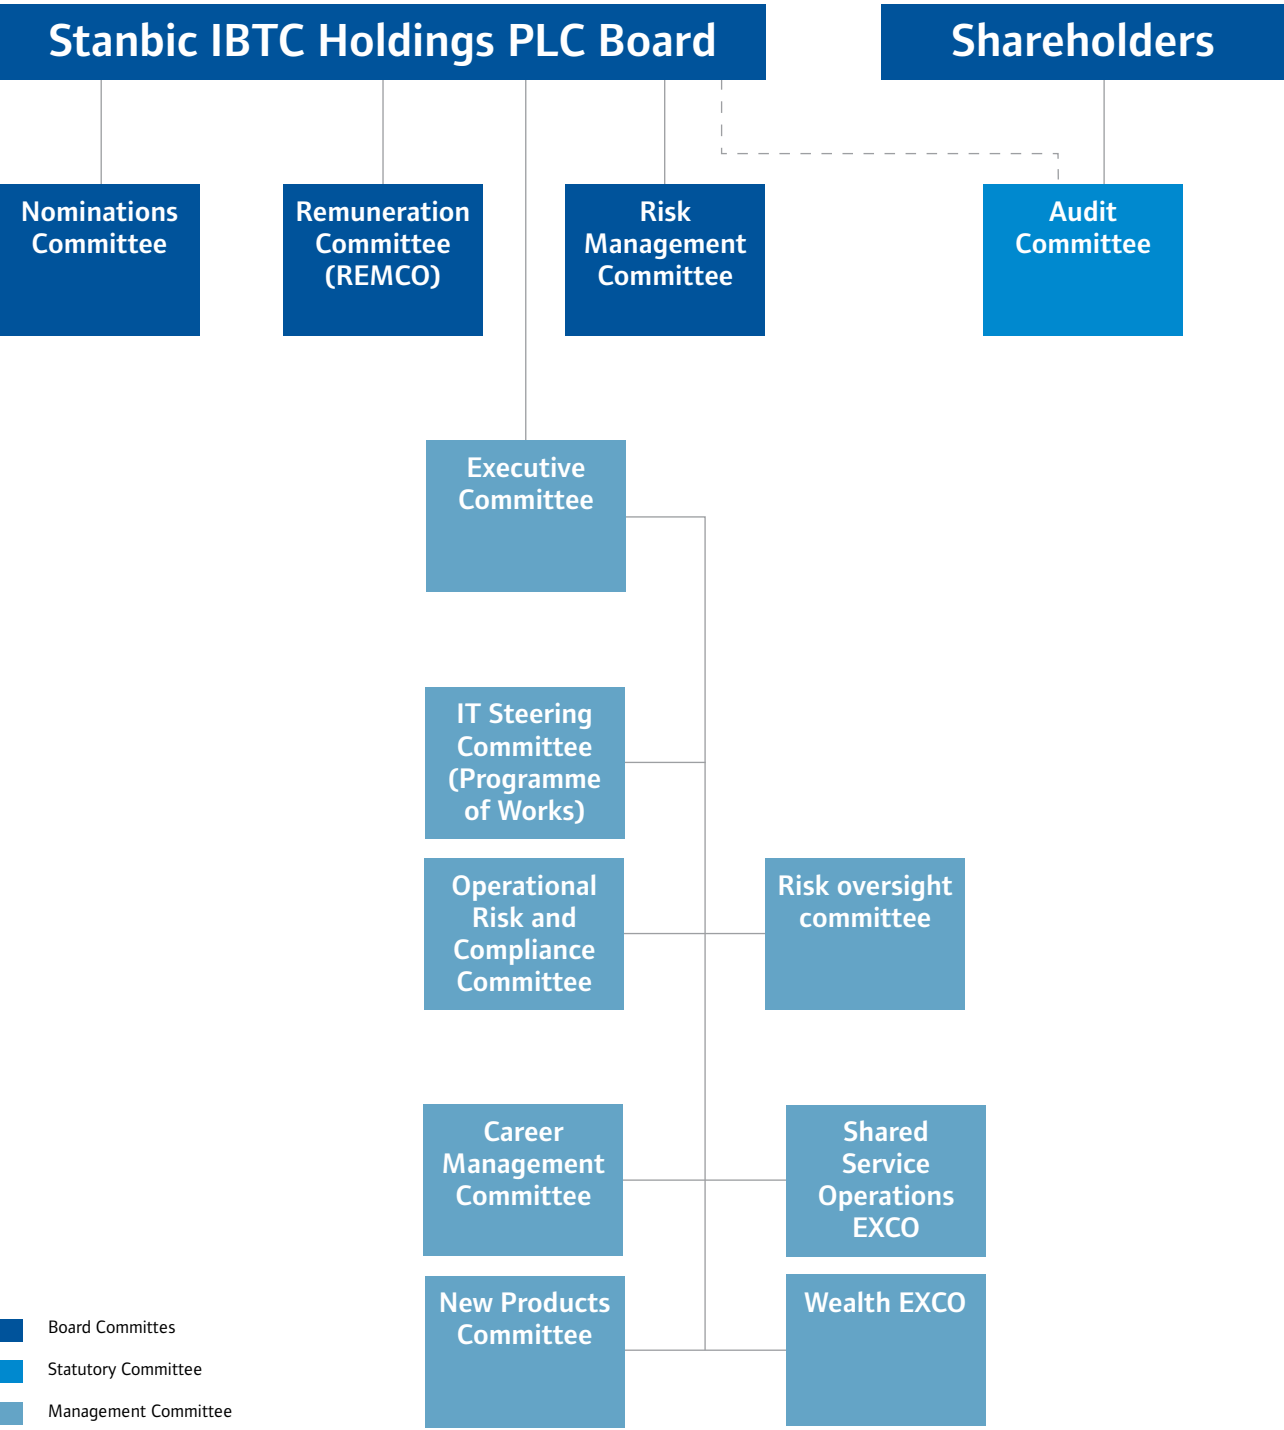 Stanbic IBTC Holdings PLC Board
Shareholders
Nominations
Committee
Remuneration
Committee
(REMCO)
Risk
Management
Committee
Audit
Committee
Executive
Committee
IT Steering
Committee
(Programme
of Works)
Operational
Risk and
Compliance
Committee
Risk oversight
committee
Career
Management
Committee
Shared
Service
Operations
EXCO
New Products
Committee
Wealth EXCO
Board Committes
Statutory Committee
Management Committee